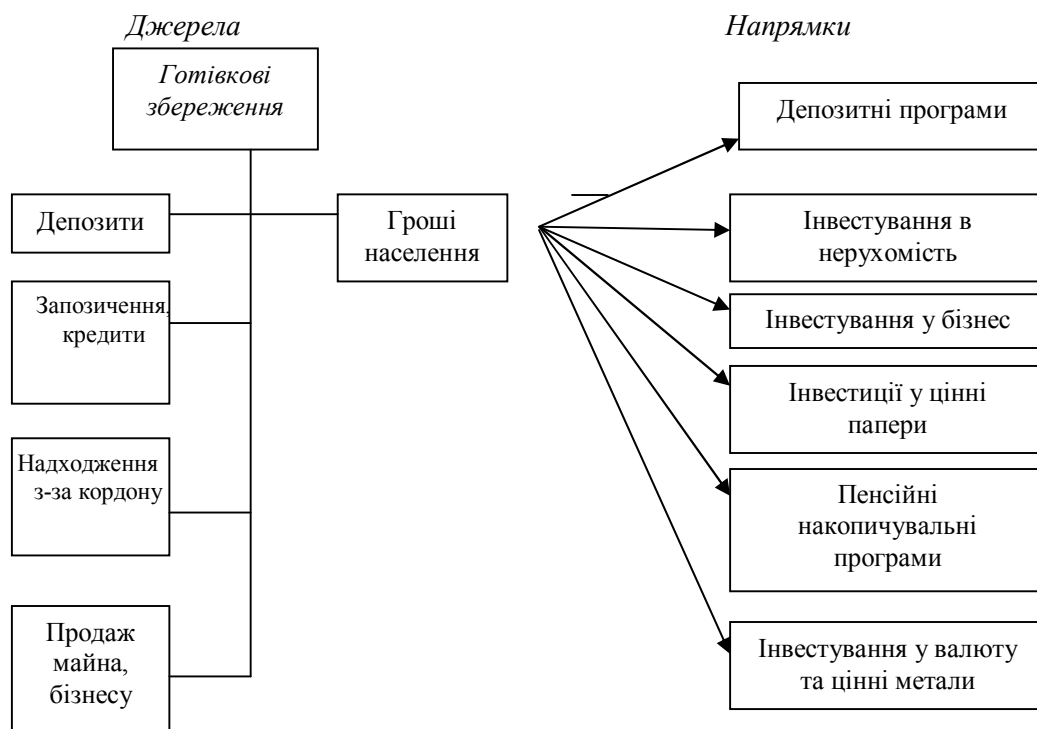 Джерела
Готівкові
збереження
Депозити
Гроші
населення
Запозичення,
кредити
Надходження
з-за кордону
Продаж
майна,
бізнесу
Напрямки
Депозитні програми
Інвестування в
нерухомість
Інвестування у бізнес
Інвестиції у цінні
папери
Пенсійні
накопичувальні
програми
Інвестування у валюту
та цінні метали